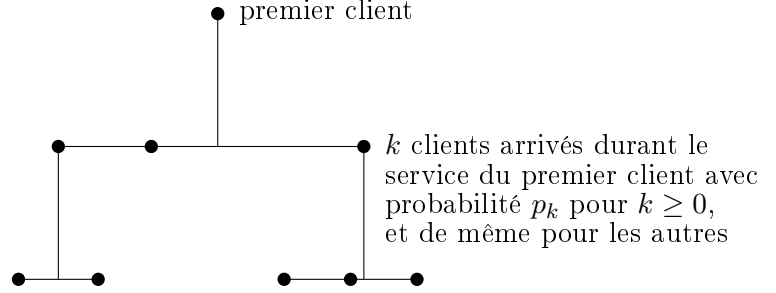 premier client
k clients arrivés durant le
service du premier client avec
probabilité pₖ pour k ≥ 0,
et de même pour les autres